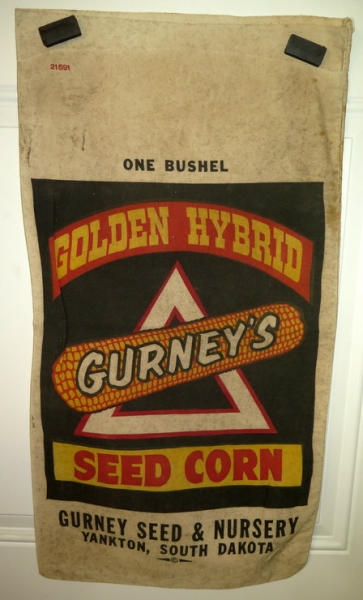 21591
ONE BUSHEL
GOLDEN HYBRID
GURNEY'S
SEED CORN
GURNEY SEED & NURSERY
YANKTON, SOUTH DAKOTA